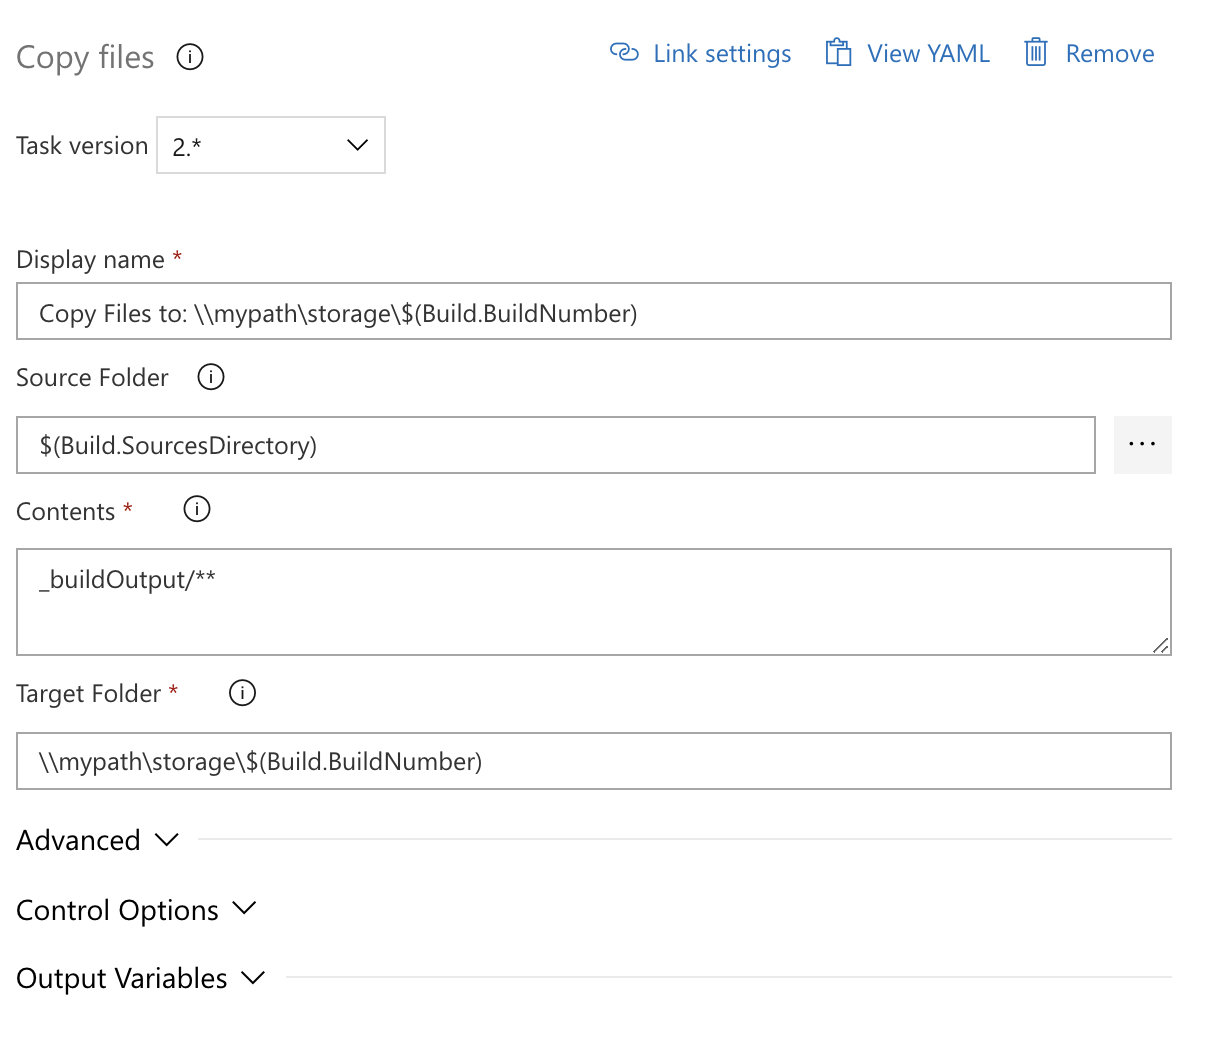 Copy files
Link settings
View YAML
Remove
Task version
2.*
Display name *
Copy Files to: \\mypath\storage\$(Build.BuildNumber)
Source Folder
$(Build.SourcesDirectory)
...
Contents *
_buildOutput/**
Target Folder *
\\mypath\storage\$(Build.BuildNumber)
Advanced
Control Options
Output Variables